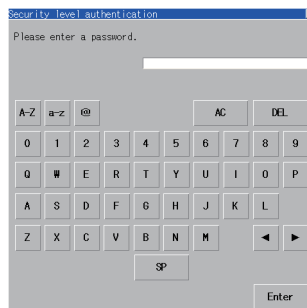 Security level authentication
Please enter a password.
A-Z a-z @ AC DEL
0 1 2 3 4 5 6 7 8 9
Q W E R T Y U I O P
A S D F G H J K L
Z X C V B N M ◄ ►
SP
Enter